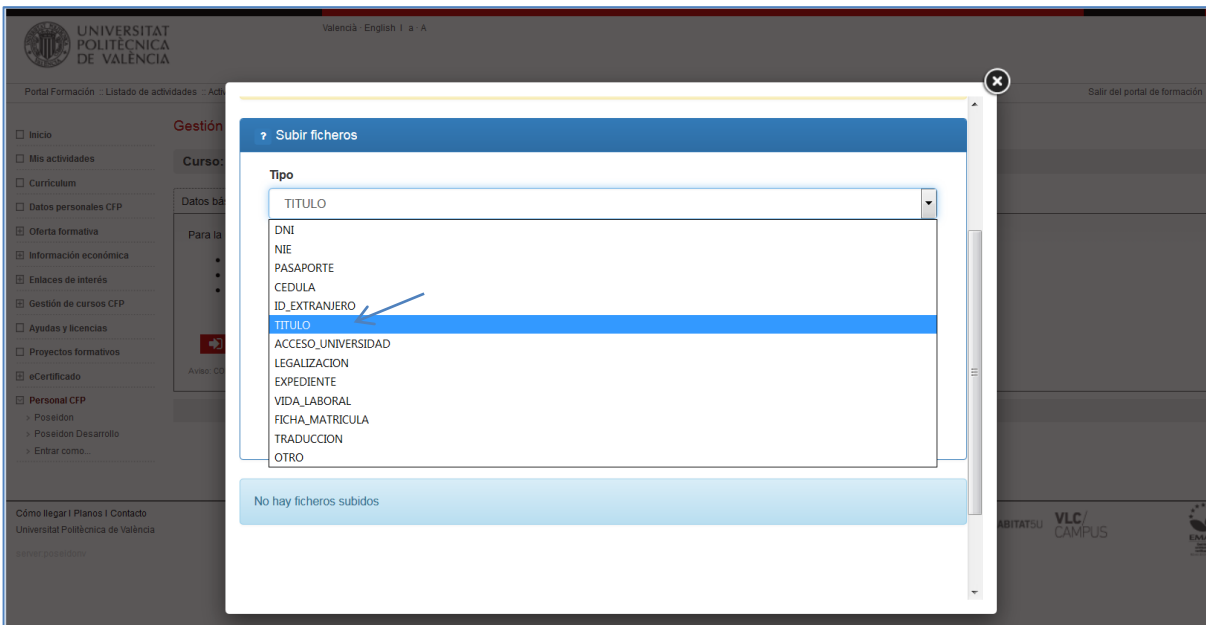 UNIVERSITAT
POLITÈCNICA
DE VALÈNCIA
Valencià · English I a · A
Portal Formación :: Listado de actividades :: Activ
Salir del portal de formación
Inicio
Mis actividades
Currículum
Datos personales CFP
Oferta formativa
Información económica
Enlaces de interés
Gestión de cursos CFP
Ayudas y licencias
Proyectos formativos
eCertificado
Personal CFP
Poseidon
Poseidon Desarrollo
Entrar como...
Gestión
Curso:
Datos bá
Para la
Aviso: CO
? Subir ficheros
Tipo
TITULO
DNI
NIE
PASAPORTE
CEDULA
ID_EXTRANJERO
TITULO
ACCESO_UNIVERSIDAD
LEGALIZACION
EXPEDIENTE
VIDA_LABORAL
FICHA_MATRICULA
TRADUCCION
OTRO
No hay ficheros subidos
Cómo llegar I Planos I Contacto
Universitat Politècnica de València
ABITATSU
VLC/
CAMPUS
EMA